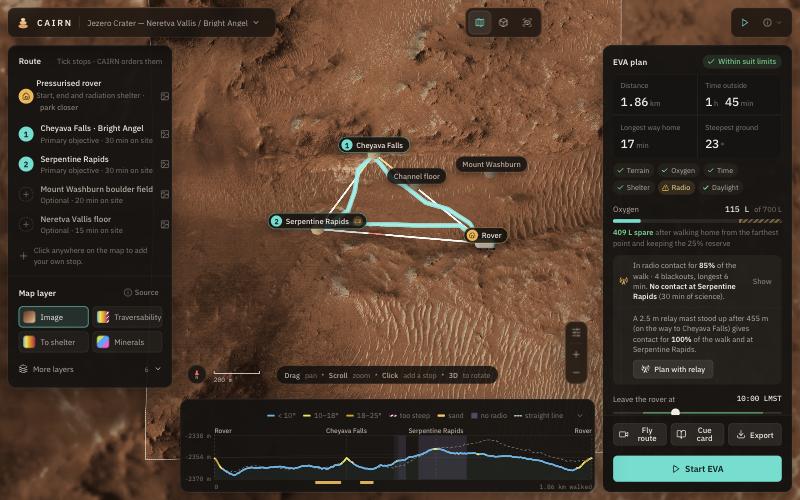 CAIRN
Jezero Crater — Neretva Vallis / Bright Angel
Route
Tick stops · CAIRN orders them
Pressurised rover
Start, end and radiation shelter ·
park closer
1
Cheyava Falls · Bright Angel
Primary objective · 30 min on site
2
Serpentine Rapids
Primary objective · 30 min on site
Mount Washburn boulder field
Optional · 20 min on site
Neretva Vallis floor
Optional · 15 min on site
Click anywhere on the map to add
your own stop.
Map layer
Source
Image
Traversability
To shelter
Minerals
More layers
6
1 Cheyava Falls
Mount Washburn
Channel floor
2 Serpentine Rapids
Rover
200 m
Drag pan • Scroll zoom • Click add a stop • 3D to rotate
< 10° 10–18° 18–25° too steep sand no radio straight line
Rover
Cheyava Falls
Serpentine Rapids
Rover
-2338 m
-2354 m
-2370 m
0
1.86 km walked
EVA plan
Within suit limits
Distance
1.86 km
Time outside
1 h 45 min
Longest way home
17 min
Steepest ground
23 °
Terrain
Oxygen
Time
Shelter
Radio
Daylight
Oxygen
115 L of 700 L
409 L spare after walking home from the farthest
point and keeping the 25% reserve
In radio contact for 85% of the
walk · 4 blackouts, longest 6
min. No contact at Serpentine
Rapids (30 min of science).
Show
A 2.5 m relay mast stood up after 455 m
(on the way to Cheyava Falls) gives
contact for 100% of the walk and at
Serpentine Rapids.
Plan with relay
Leave the rover at
10:00 LMST
Fly
route
Cue
card
Export
Start EVA